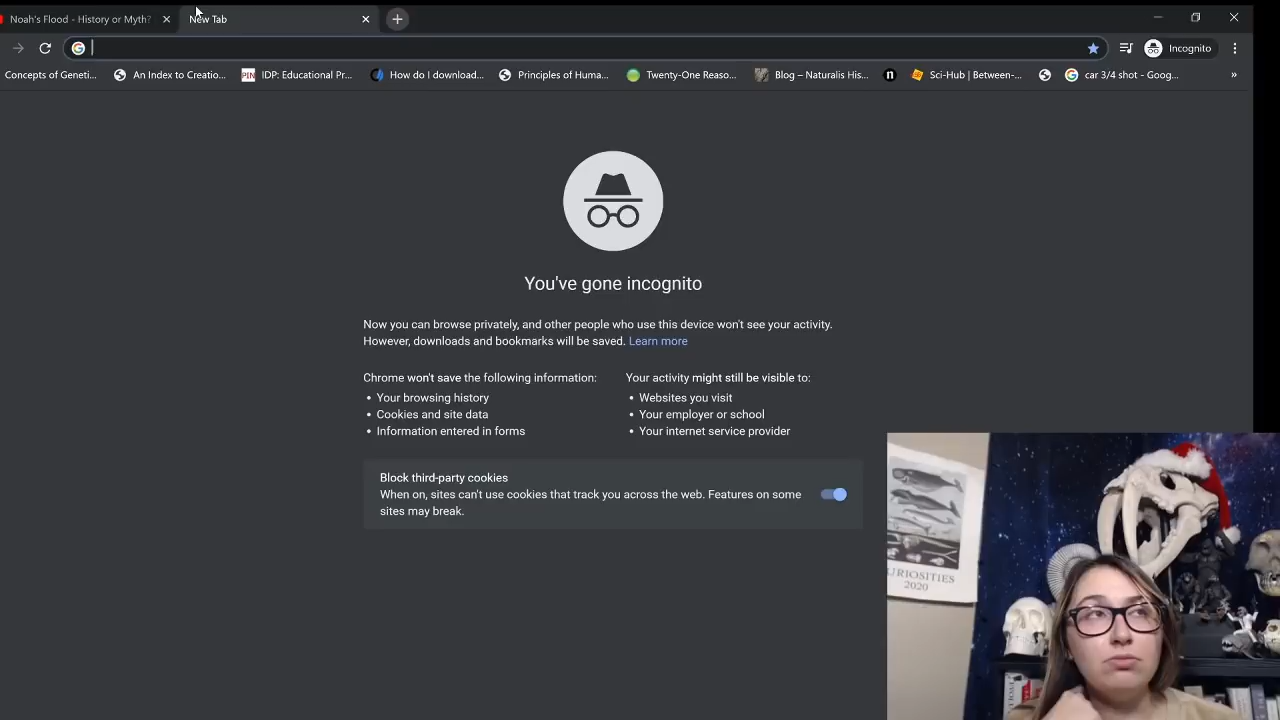 Noah's Flood - History or Myth?
New Tab
Incognito
Concepts of Geneti...
An Index to Creatio...
PIN
IDP: Educational Pr...
How do I download...
Principles of Huma...
Twenty-One Reaso...
Blog – Naturalis His...
n
Sci-Hub | Between-...
car 3/4 shot - Goog...
You've gone incognito
Now you can browse privately, and other people who use this device won't see your activity.
However, downloads and bookmarks will be saved. Learn more
Chrome won't save the following information:
• Your browsing history
• Cookies and site data
• Information entered in forms
Your activity might still be visible to:
• Websites you visit
• Your employer or school
• Your internet service provider
Block third-party cookies
When on, sites can't use cookies that track you across the web. Features on some
sites may break.
URIOSITIES
2020